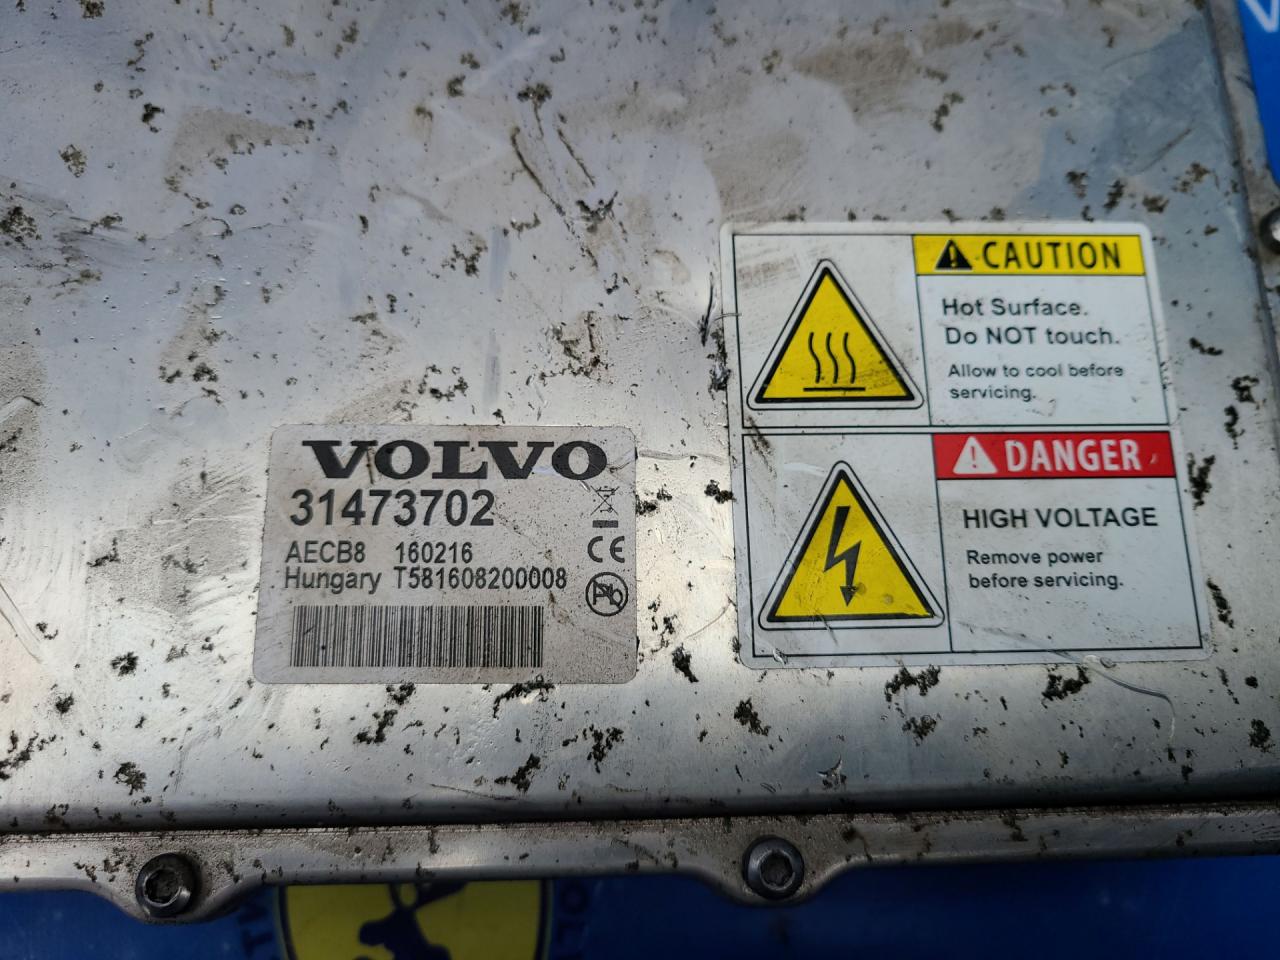 VOLVO
31473702
AECB8 160216
Hungary T581608200008
CE
Pb
CAUTION
Hot Surface.
Do NOT touch.
Allow to cool before
servicing.
DANGER
HIGH VOLTAGE
Remove power
before servicing.